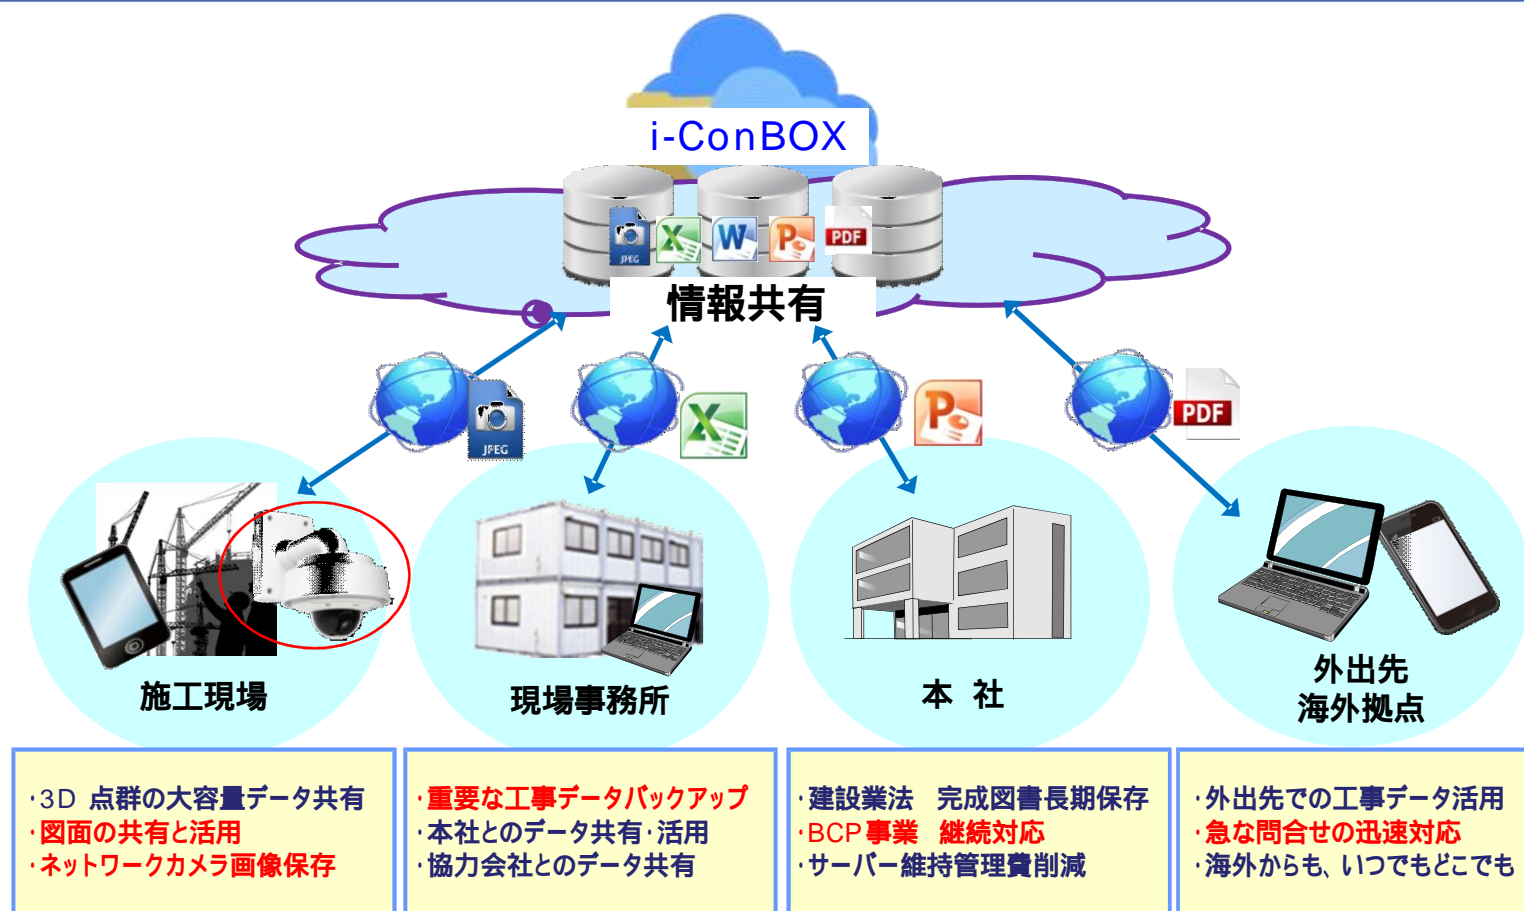 i-ConBOX
JPEG
PDF
情報共有
JPEG
PDF
施工現場
現場事務所
本 社
外出先
海外拠点
・3D 点群の大容量データ共有
・図面の共有と活用
・ネットワークカメラ画像保存
・重要な工事データバックアップ
・本社とのデータ共有・活用
・協力会社とのデータ共有
・建設業法 完成図書長期保存
・BCP事業 継続対応
・サーバー維持管理費削減
・外出先での工事データ活用
・急な問合せの迅速対応
・海外からも、いつでもどこでも